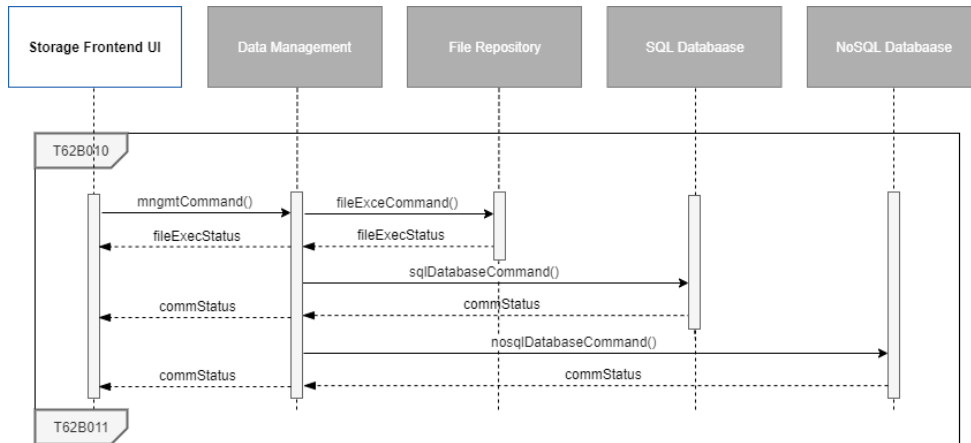 Storage Frontend UI
Data Management
File Repository
SQL Databaase
NoSQL Databaase
T62B010
mngmtCommand()
fileExceCommand()
fileExecStatus
fileExecStatus
sqlDatabaseCommand()
commStatus
commStatus
nosqlDatabaseCommand()
commStatus
commStatus
T62B011